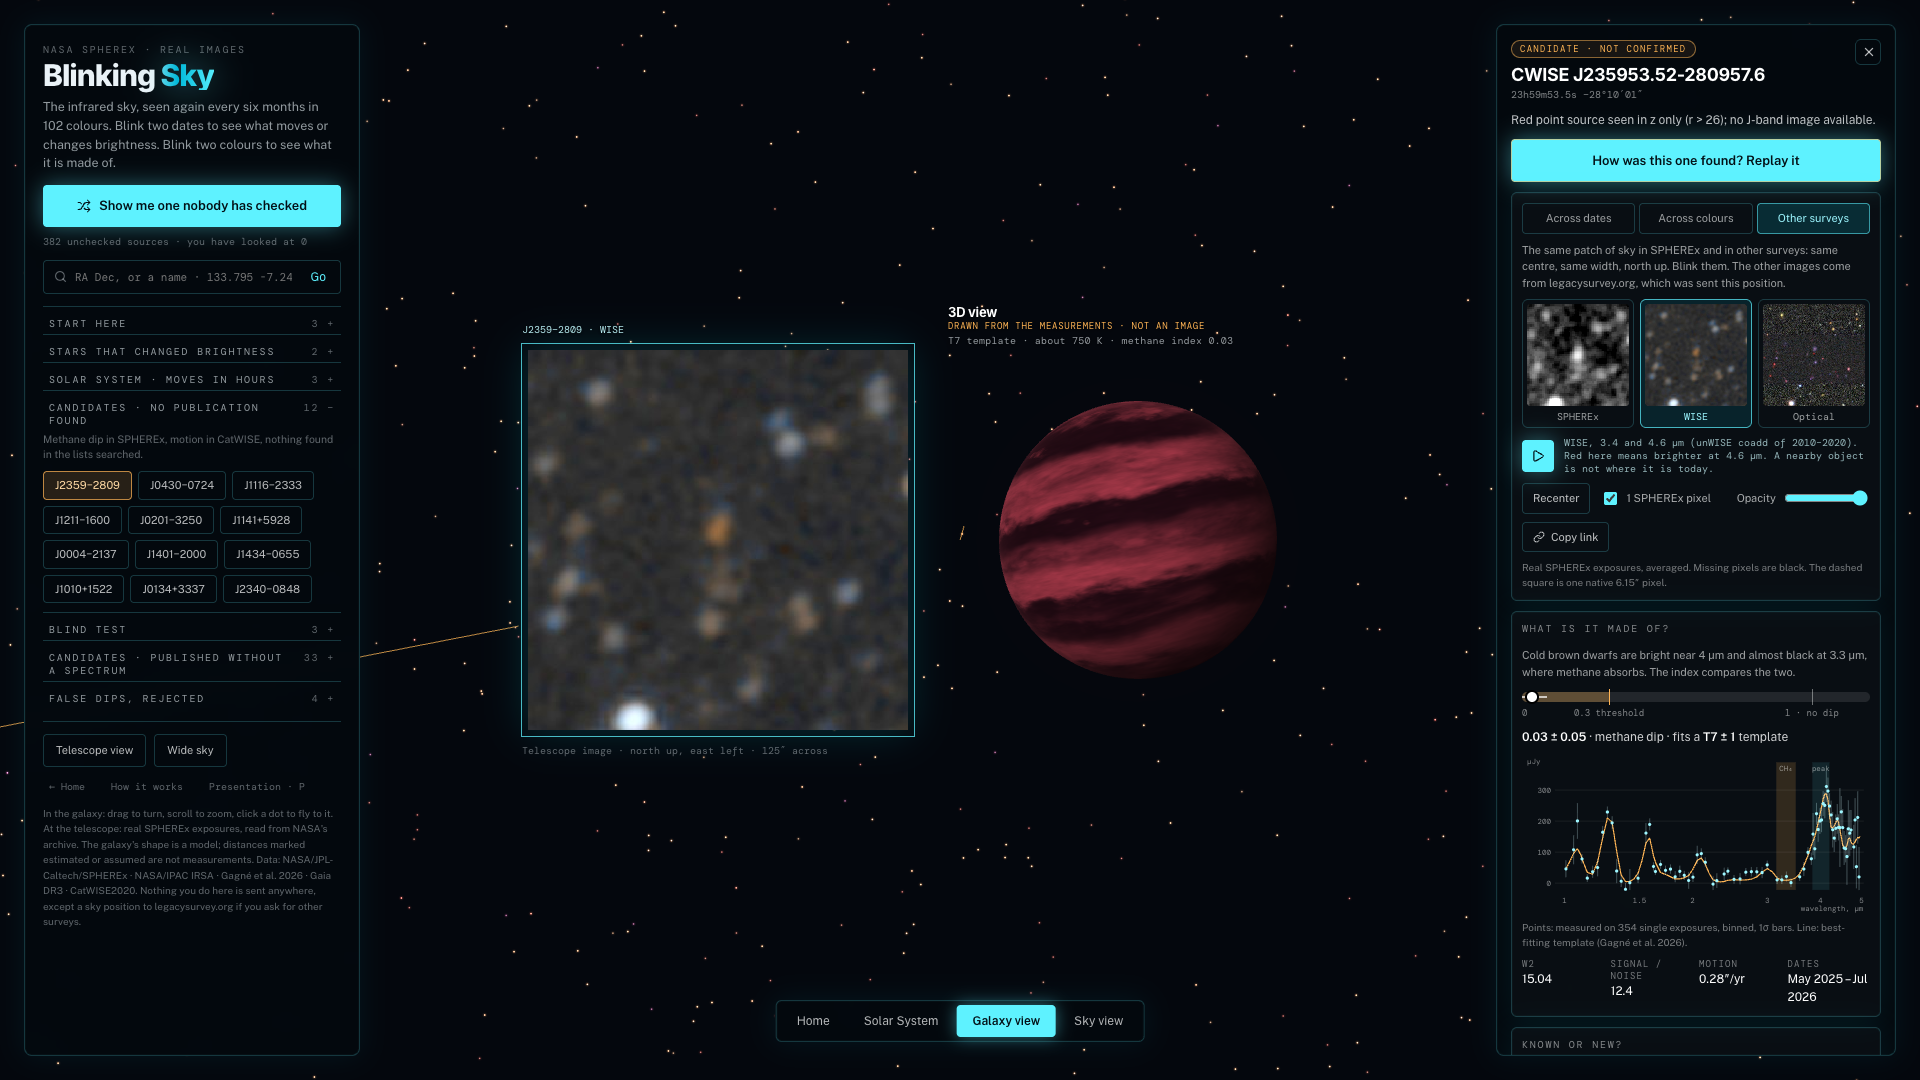 NASA SPHEREX · REAL IMAGES
Blinking Sky
The infrared sky, seen again every six months in
102 colours. Blink two dates to see what moves or
changes brightness. Blink two colours to see what
it is made of.
Show me one nobody has checked
382 unchecked sources · you have looked at 0
RA Dec, or a name · 133.795 -7.24
Go
START HERE 3 +
STARS THAT CHANGED BRIGHTNESS 2 +
SOLAR SYSTEM · MOVES IN HOURS 3 +
CANDIDATES · NO PUBLICATION 12 −
FOUND
Methane dip in SPHEREx, motion in CatWISE, nothing found
in the lists searched.
J2359−2809 J0430−0724 J1116−2333
J1211−1600 J0201−3250 J1141+5928
J0004−2137 J1401−2000 J1434−0655
J1010+1522 J0134+3337 J2340−0848
BLIND TEST 3 +
CANDIDATES · PUBLISHED WITHOUT 33 +
A SPECTRUM
FALSE DIPS, REJECTED 4 +
Telescope view Wide sky
← Home How it works Presentation · P
In the galaxy: drag to turn, scroll to zoom, click a dot to fly to it.
At the telescope: real SPHEREx exposures, read from NASA's
archive. The galaxy's shape is a model; distances marked
estimated or assumed are not measurements. Data: NASA/JPL-
Caltech/SPHEREx · NASA/IPAC IRSA · Gagné et al. 2026 · Gaia
DR3 · CatWISE2020. Nothing you do here is sent anywhere,
except a sky position to legacysurvey.org if you ask for other
surveys.
J2359−2809 · WISE
Telescope image · north up, east left · 125″ across
3D view
DRAWN FROM THE MEASUREMENTS · NOT AN IMAGE
T7 template · about 750 K · methane index 0.03
Home Solar System Galaxy view Sky view
CANDIDATE · NOT CONFIRMED
CWISE J235953.52-280957.6
23h59m53.5s −28°10′01″
Red point source seen in z only (r > 26); no J-band image available.
How was this one found? Replay it
Across dates Across colours Other surveys
The same patch of sky in SPHEREx and in other surveys: same
centre, same width, north up. Blink them. The other images come
from legacysurvey.org, which was sent this position.
SPHEREx WISE Optical
WISE, 3.4 and 4.6 µm (unWISE coadd of 2010–2020).
Red here means brighter at 4.6 µm. A nearby object
is not where it is today.
Recenter 1 SPHEREx pixel Opacity
Copy link
Real SPHEREx exposures, averaged. Missing pixels are black. The dashed
square is one native 6.15″ pixel.
WHAT IS IT MADE OF?
Cold brown dwarfs are bright near 4 µm and almost black at 3.3 µm,
where methane absorbs. The index compares the two.
0 0.3 threshold 1 · no dip
0.03 ± 0.05 · methane dip · fits a T7 ± 1 template
µJy
CH₄ peak
300
200
100
0
1 1.5 2 3 4 5
wavelength, µm
Points: measured on 354 single exposures, binned, 1σ bars. Line: best-
fitting template (Gagné et al. 2026).
W2
15.04
SIGNAL / NOISE
12.4
MOTION
0.28″/yr
DATES
May 2025 – Jul
2026
KNOWN OR NEW?